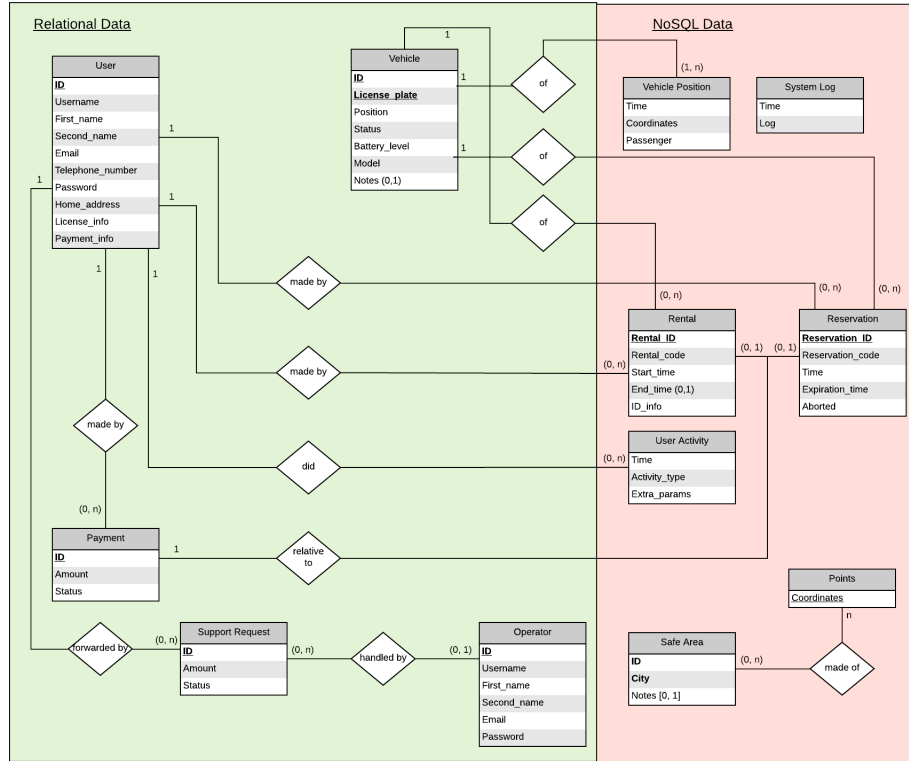 Relational Data
NoSQL Data
User
ID
Username
First_name
Second_name
Email
Telephone_number
Password
Home_address
License_info
Payment_info
Vehicle
ID
License_plate
Position
Status
Battery_level
Model
Notes (0,1)
1
1
1
of
of
of
(1, n)
Vehicle Position
Time
Coordinates
Passenger
System Log
Time
Log
1
1
1
1
1
made by
(0, n)
(0, n)
(0, n)
made by
(0, n)
Rental
Rental_ID
Rental_code
Start_time
End_time (0,1)
ID_info
(0, 1)
(0, 1)
Reservation
Reservation_ID
Reservation_code
Time
Expiration_time
Aborted
made by
did
(0, n)
User Activity
Time
Activity_type
Extra_params
(0, n)
Payment
ID
Amount
Status
1
relative
to
forwarded by
(0, n)
Support Request
ID
Amount
Status
(0, n)
handled by
(0, 1)
Operator
ID
Username
First_name
Second_name
Email
Password
Points
Coordinates
n
Safe Area
ID
City
Notes [0, 1]
(0, n)
made of